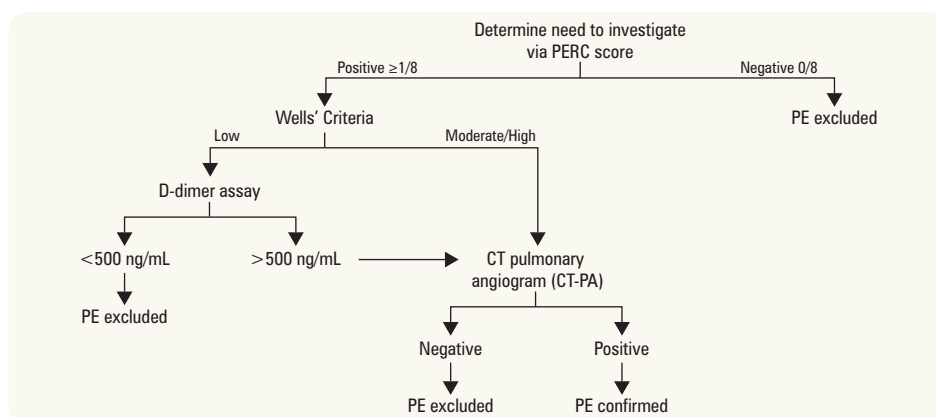 Determine need to investigate
via PERC score
Positive ≥1/8
Negative 0/8
Wells' Criteria
PE excluded
Low
Moderate/High
D-dimer assay
<500 ng/mL
>500 ng/mL
CT pulmonary
angiogram (CT-PA)
PE excluded
Negative
Positive
PE excluded
PE confirmed